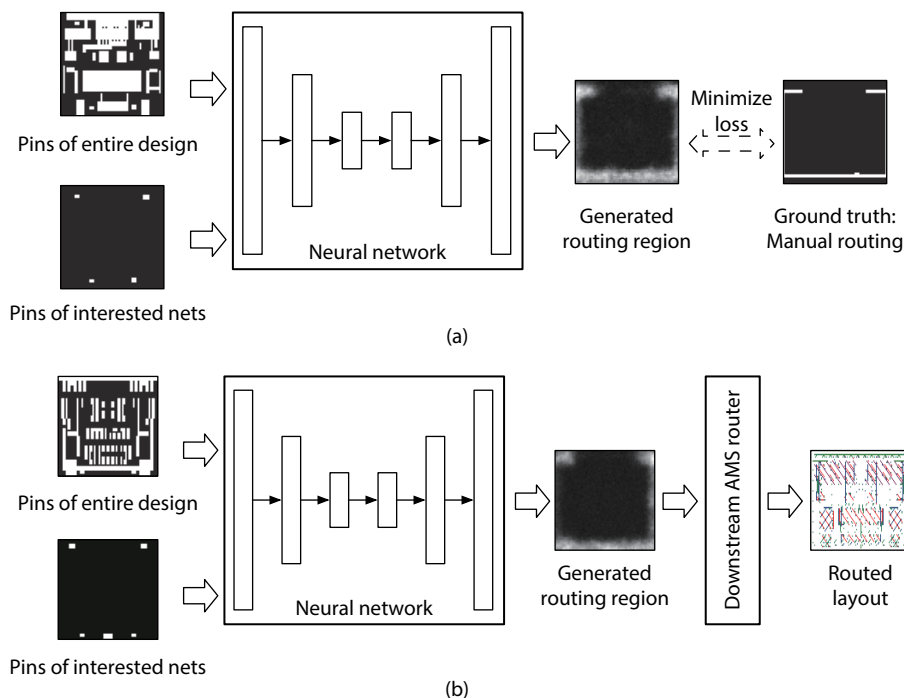 Pins of entire design
Pins of interested nets
Neural network
Generated
routing region
Minimize
loss
Ground truth:
Manual routing
(a)
Pins of entire design
Pins of interested nets
Neural network
Generated
routing region
Downstream AMS router
Routed
layout
(b)